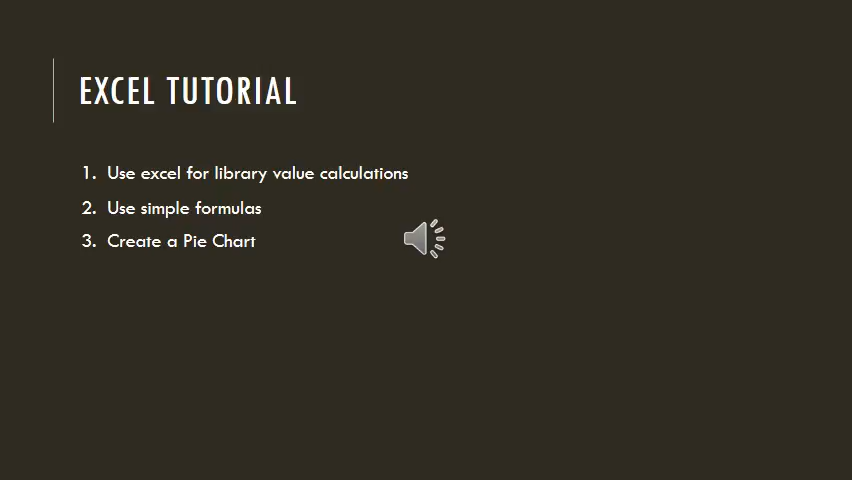 EXCEL TUTORIAL
1. Use excel for library value calculations
2. Use simple formulas
3. Create a Pie Chart